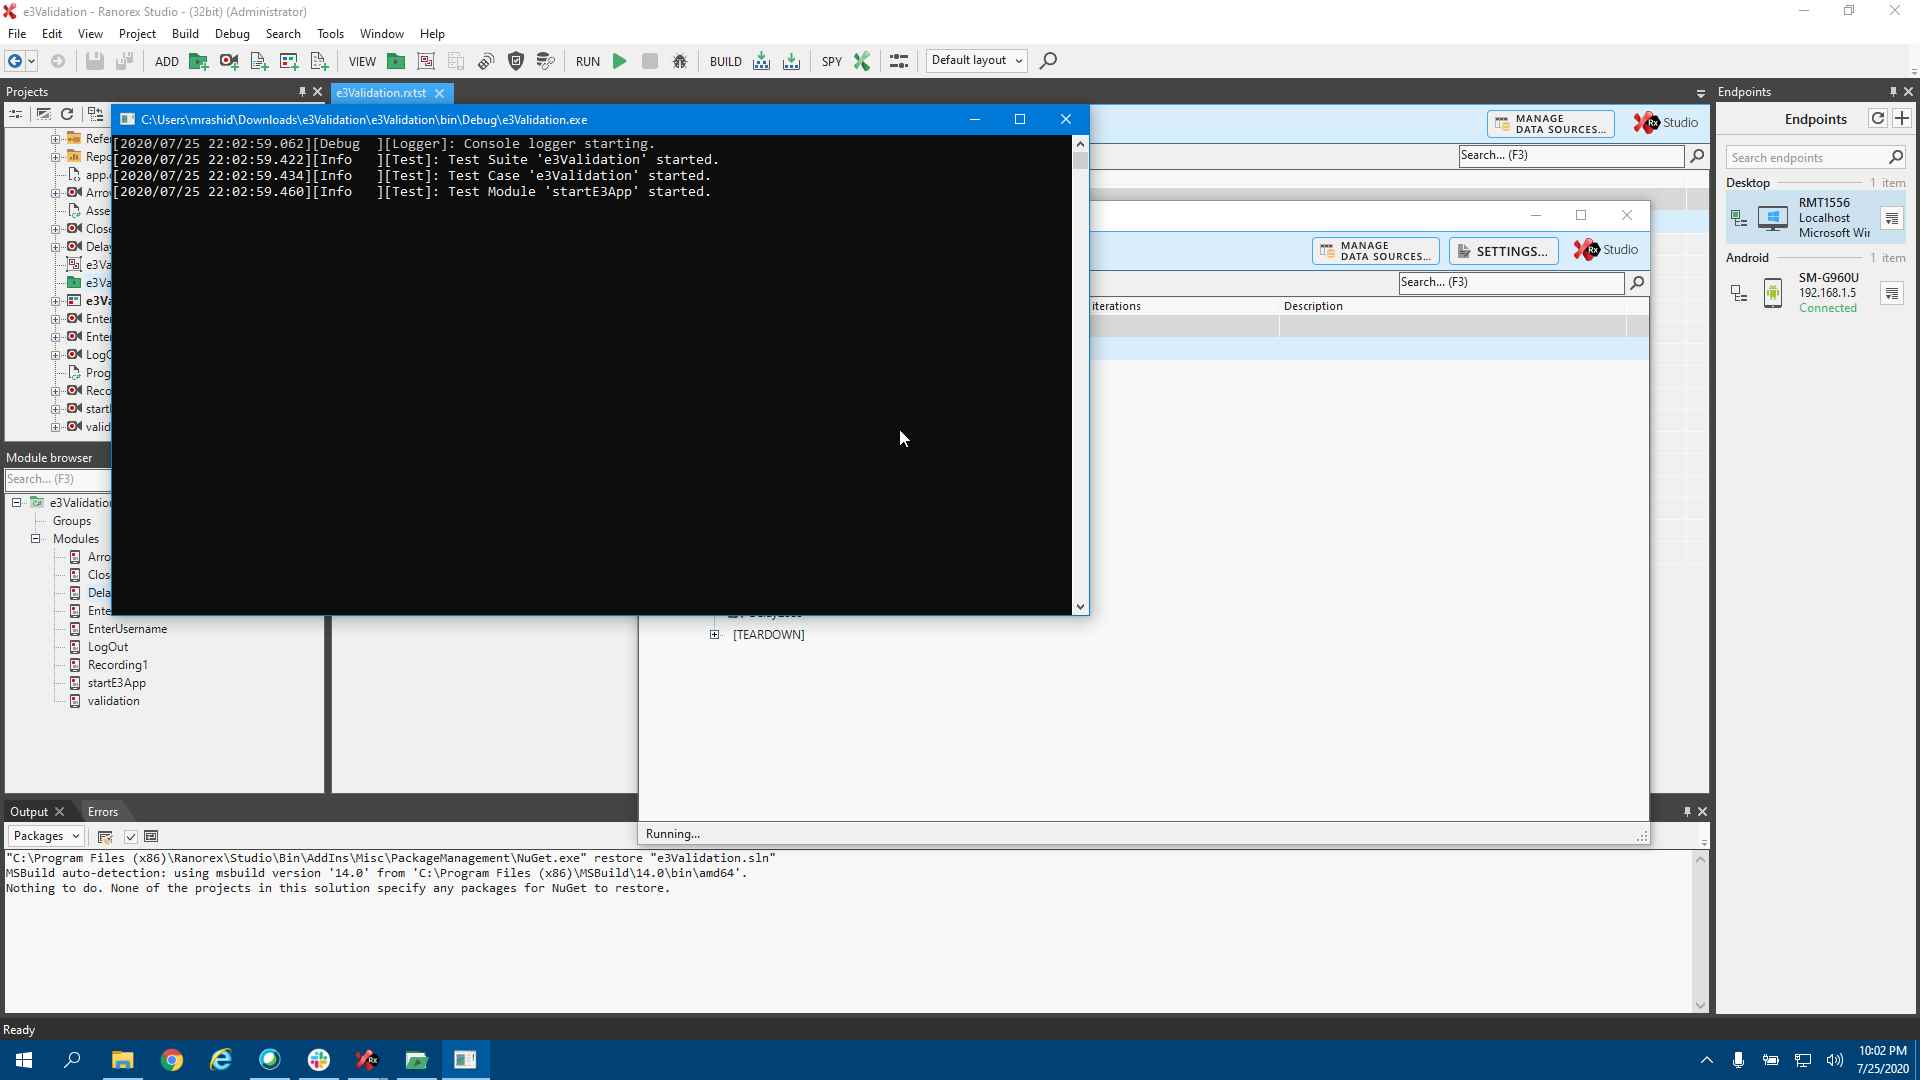 e3Validation - Ranorex Studio - (32bit) (Administrator)
File Edit View Project Build Debug Search Tools Window Help
ADD VIEW RUN BUILD SPY Default layout
Projects
e3Validation.rxtst
Endpoints
C:\Users\mrashid\Downloads\e3Validation\e3Validation\bin\Debug\e3Validation.exe
[2020/07/25 22:02:59.062][Debug  ][Logger]: Console logger starting.
[2020/07/25 22:02:59.422][Info   ][Test]: Test Suite 'e3Validation' started.
[2020/07/25 22:02:59.434][Info   ][Test]: Test Case 'e3Validation' started.
[2020/07/25 22:02:59.460][Info   ][Test]: Test Module 'startE3App' started.
MANAGE
DATA SOURCES...
Rx Studio
Search... (F3)
MANAGE
DATA SOURCES...
SETTINGS...
Rx Studio
Search... (F3)
iterations Description
[TEARDOWN]
Running...
Refer
Repo
app.c
Arro
Asse
Close
Delay
e3Va
e3Va
e3Va
Enter
Enter
LogO
Prog
Reco
start
valid
Module browser
Search... (F3)
e3Validation
Groups
Modules
Arro
Clos
Dela
Ente
EnterUsername
LogOut
Recording1
startE3App
validation
Endpoints
Search endpoints
Desktop 1 item
RMT1556
Localhost
Microsoft Wir
Android 1 item
SM-G960U
192.168.1.5
Connected
Output Errors
Packages
"C:\Program Files (x86)\Ranorex\Studio\Bin\AddIns\Misc\PackageManagement\NuGet.exe" restore "e3Validation.sln"
MSBuild auto-detection: using msbuild version '14.0' from 'C:\Program Files (x86)\MSBuild\14.0\bin\amd64'.
Nothing to do. None of the projects in this solution specify any packages for NuGet to restore.
Ready
10:02 PM
7/25/2020